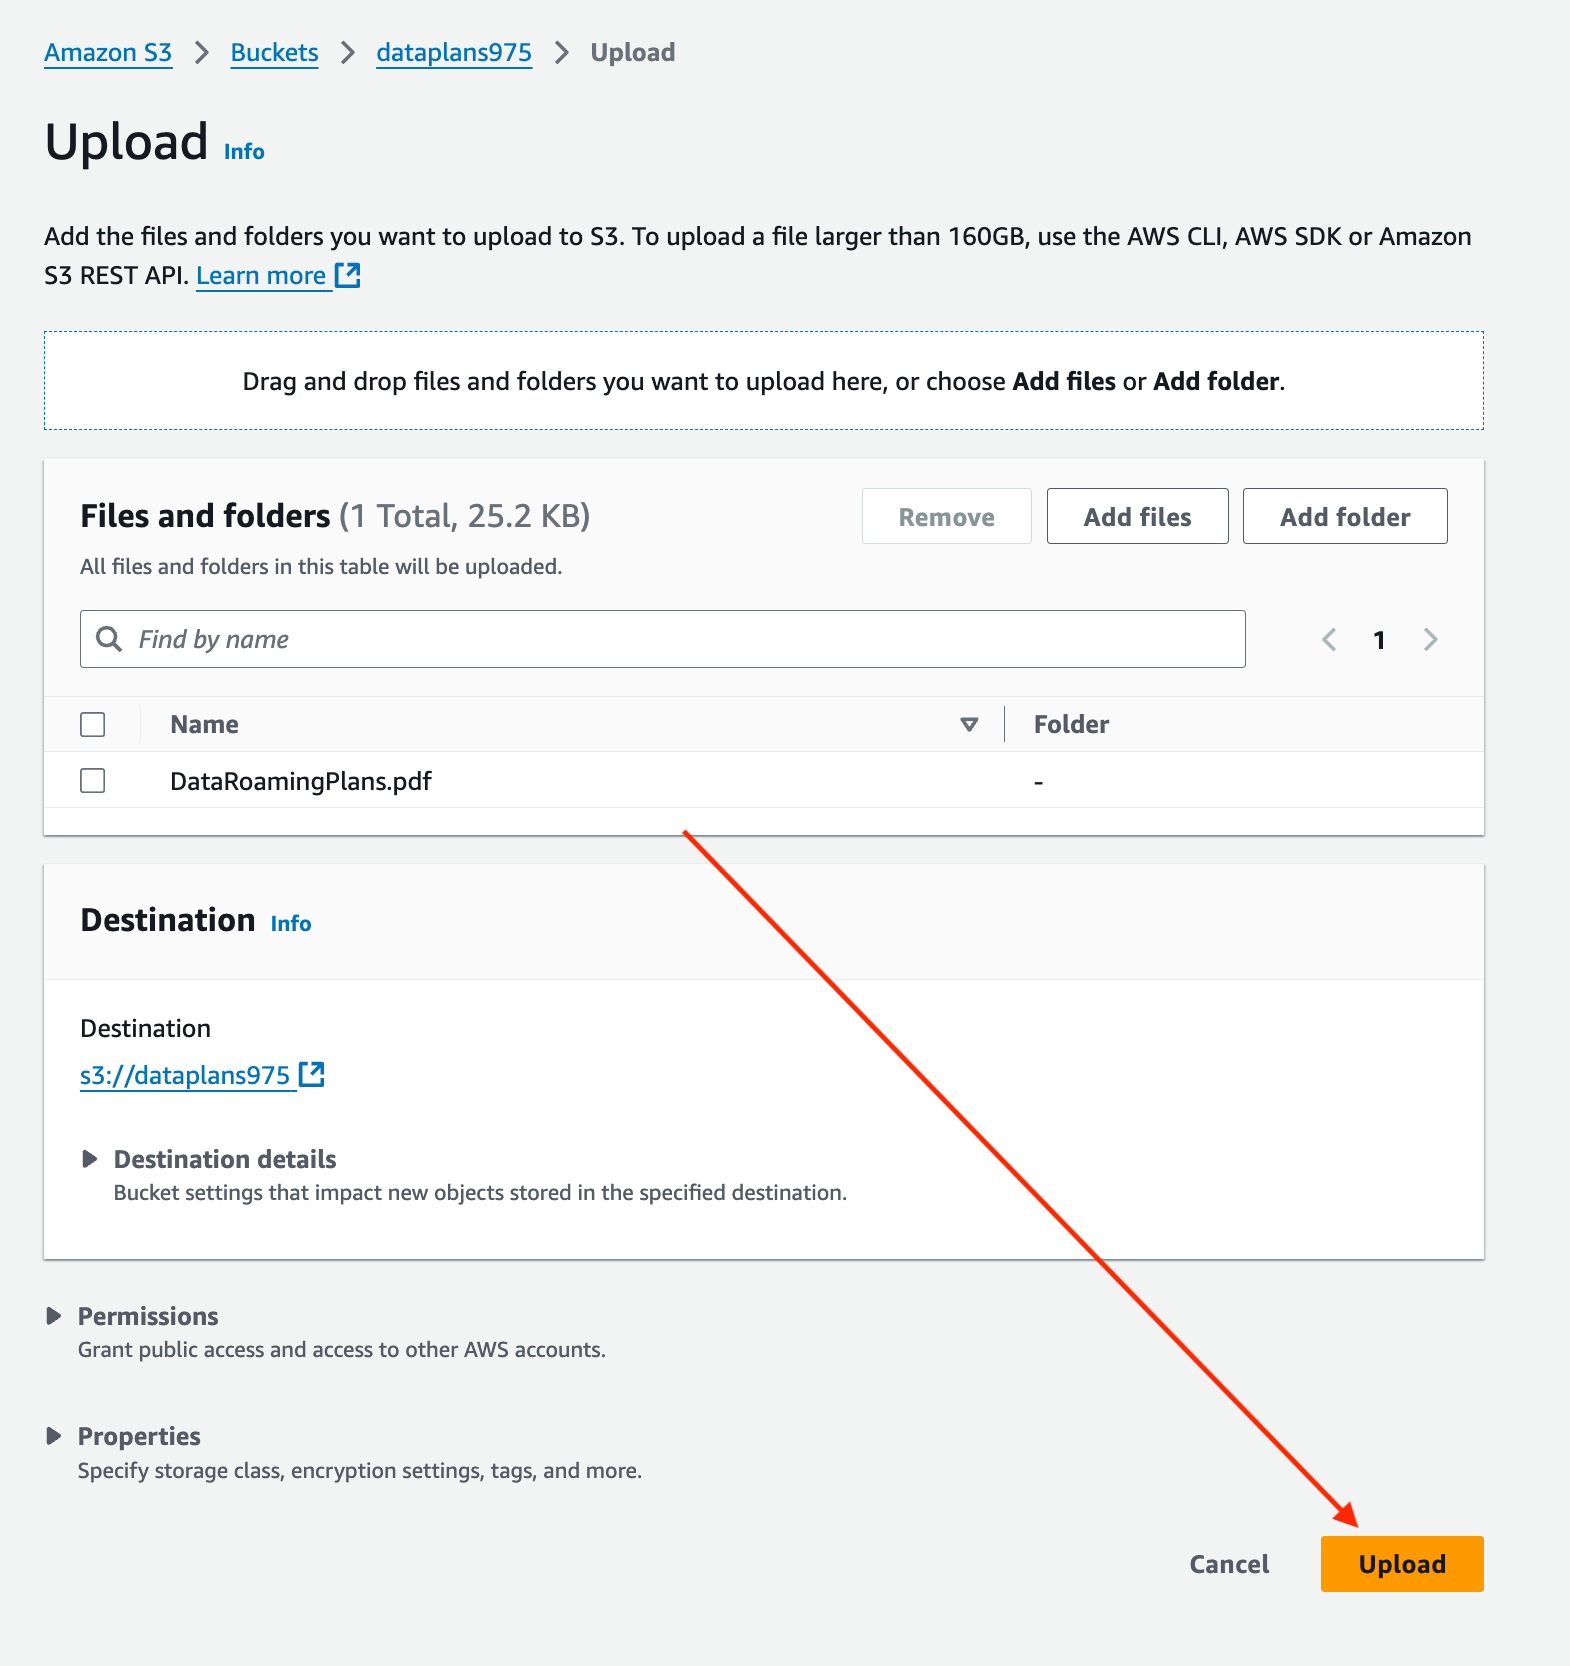 Amazon S3 > Buckets > dataplans975 > Upload
Upload Info
Add the files and folders you want to upload to S3. To upload a file larger than 160GB, use the AWS CLI, AWS SDK or Amazon
S3 REST API. Learn more
Drag and drop files and folders you want to upload here, or choose Add files or Add folder.
Files and folders (1 Total, 25.2 KB)
Remove
Add files
Add folder
All files and folders in this table will be uploaded.
Find by name
1
Name
Folder
DataRoamingPlans.pdf
-
Destination Info
Destination
s3://dataplans975
Destination details
Bucket settings that impact new objects stored in the specified destination.
Permissions
Grant public access and access to other AWS accounts.
Properties
Specify storage class, encryption settings, tags, and more.
Cancel
Upload